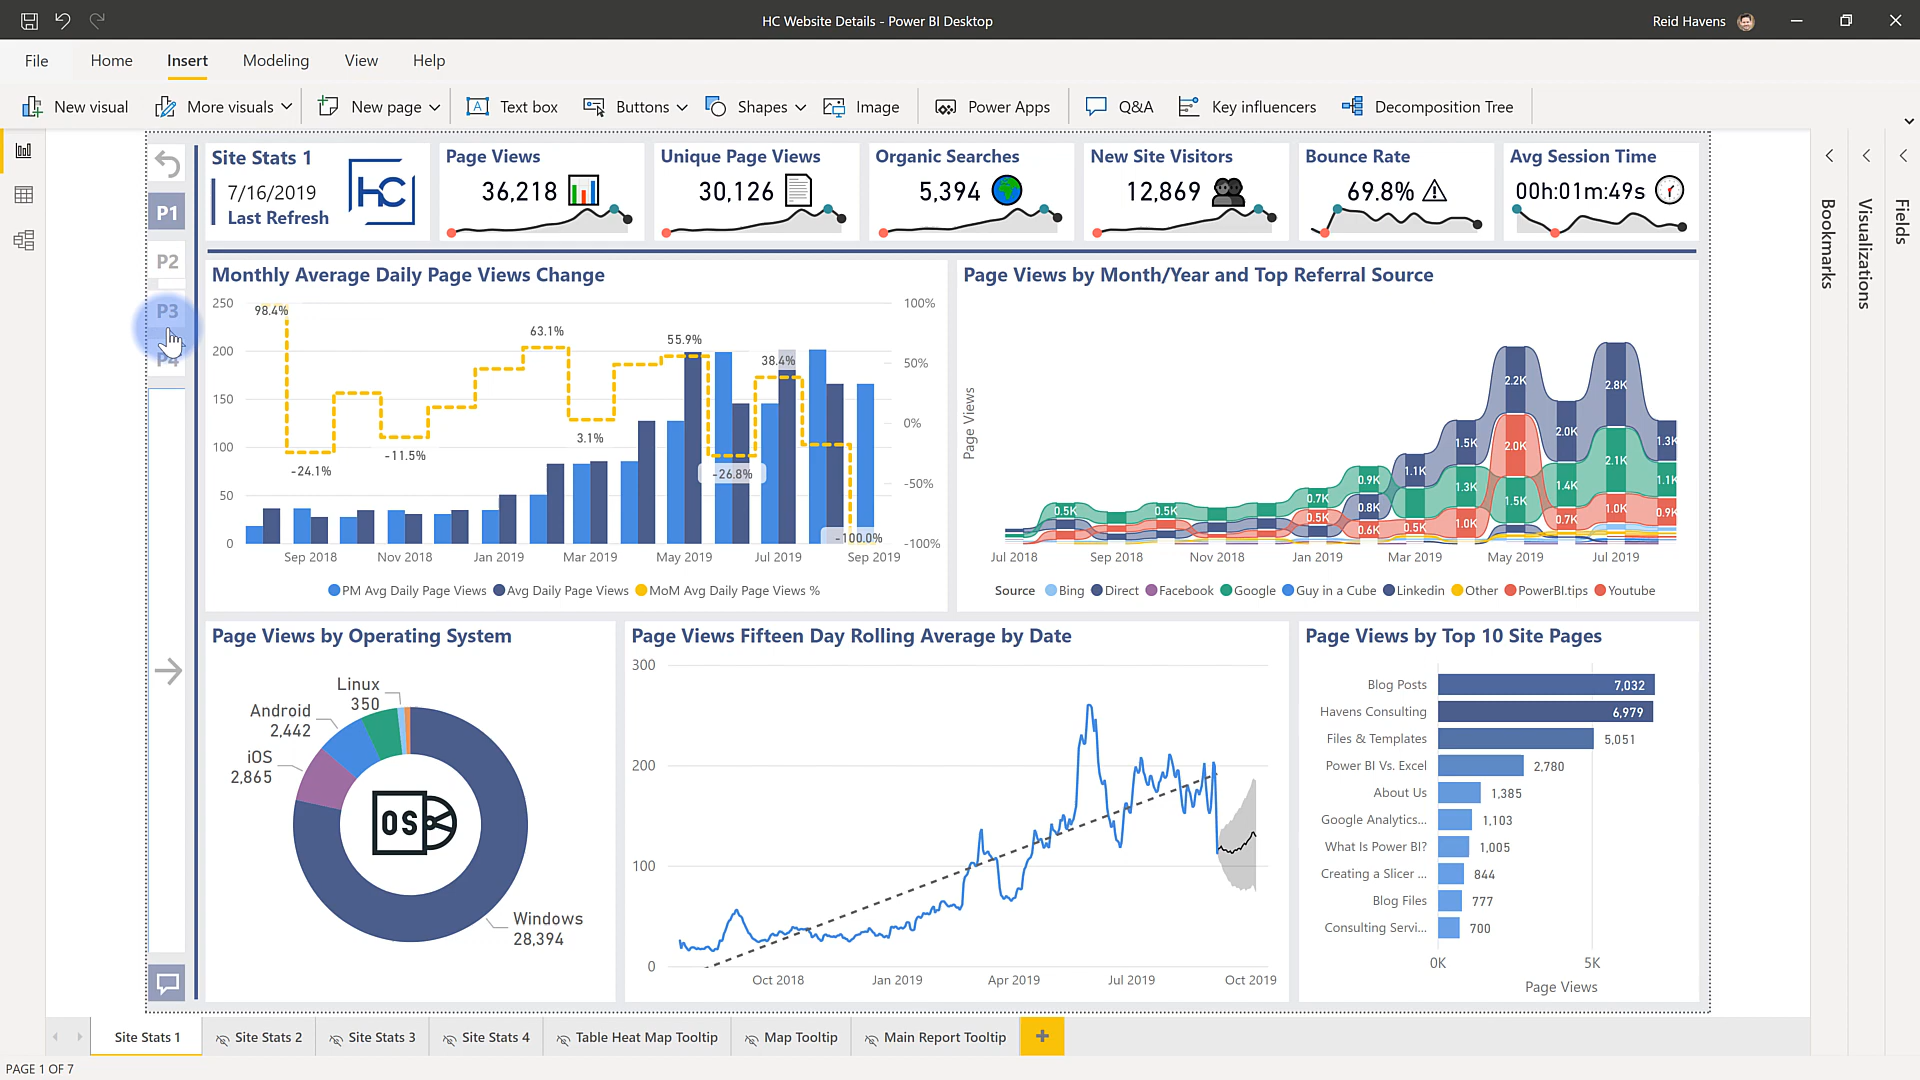 HC Website Details - Power BI Desktop
Reid Havens
File
Home
Insert
Modeling
View
Help
New visual
More visuals
New page
Text box
Buttons
Shapes
Image
Power Apps
Q&A
Key influencers
Decomposition Tree
Site Stats 1
7/16/2019
Last Refresh
HC
Page Views
36,218
Unique Page Views
30,126
Organic Searches
5,394
New Site Visitors
12,869
Bounce Rate
69.8%
Avg Session Time
00h:01m:49s
P1
P2
P3
P4
Bookmarks
Visualizations
Fields
Monthly Average Daily Page Views Change
250
200
150
100
50
0
100%
50%
0%
-50%
-100%
98.4%
-24.1%
-11.5%
63.1%
3.1%
55.9%
-26.8%
38.4%
-100.0%
Sep 2018
Nov 2018
Jan 2019
Mar 2019
May 2019
Jul 2019
Sep 2019
PM Avg Daily Page Views
Avg Daily Page Views
MoM Avg Daily Page Views %
Page Views by Month/Year and Top Referral Source
Page Views
0.5K
0.5K
0.7K
0.5K
0.9K
0.8K
0.6K
1.1K
0.5K
1.5K
1.3K
1.0K
2.2K
2.0K
1.5K
2.0K
1.4K
0.7K
2.8K
2.1K
1.0K
1.3K
1.1K
0.9K
Jul 2018
Sep 2018
Nov 2018
Jan 2019
Mar 2019
May 2019
Jul 2019
Source
Bing
Direct
Facebook
Google
Guy in a Cube
Linkedin
Other
PowerBI.tips
Youtube
Page Views by Operating System
Linux
350
Android
2,442
iOS
2,865
OS
Windows
28,394
Page Views Fifteen Day Rolling Average by Date
300
200
100
0
Oct 2018
Jan 2019
Apr 2019
Jul 2019
Oct 2019
Page Views by Top 10 Site Pages
Blog Posts 7,032
Havens Consulting 6,979
Files & Templates 5,051
Power BI Vs. Excel 2,780
About Us 1,385
Google Analytics... 1,103
What Is Power BI? 1,005
Creating a Slicer ... 844
Blog Files 777
Consulting Servi... 700
0K
5K
Page Views
Site Stats 1
Site Stats 2
Site Stats 3
Site Stats 4
Table Heat Map Tooltip
Map Tooltip
Main Report Tooltip
+
PAGE 1 OF 7